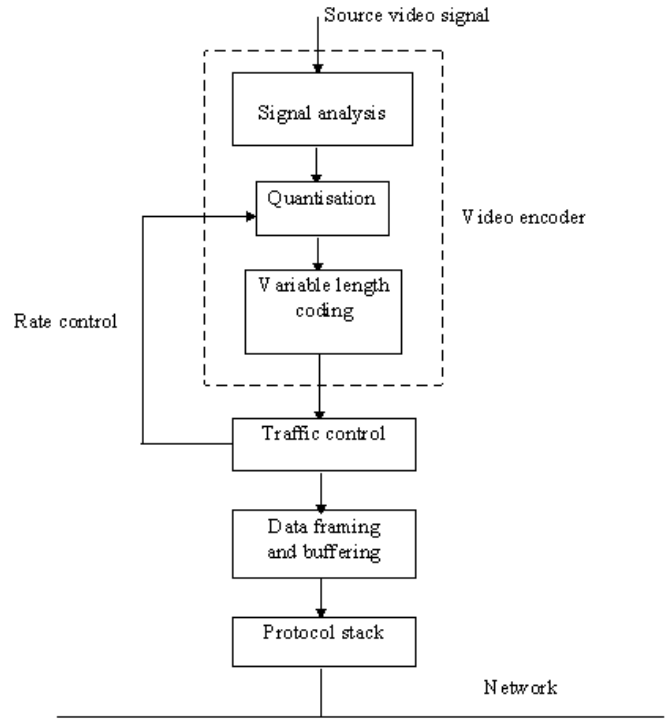 Source video signal
Signal analysis
Quantisation
Video encoder
Variable length
coding
Rate control
Traffic control
Data framing
and buffering
Protocol stack
Network